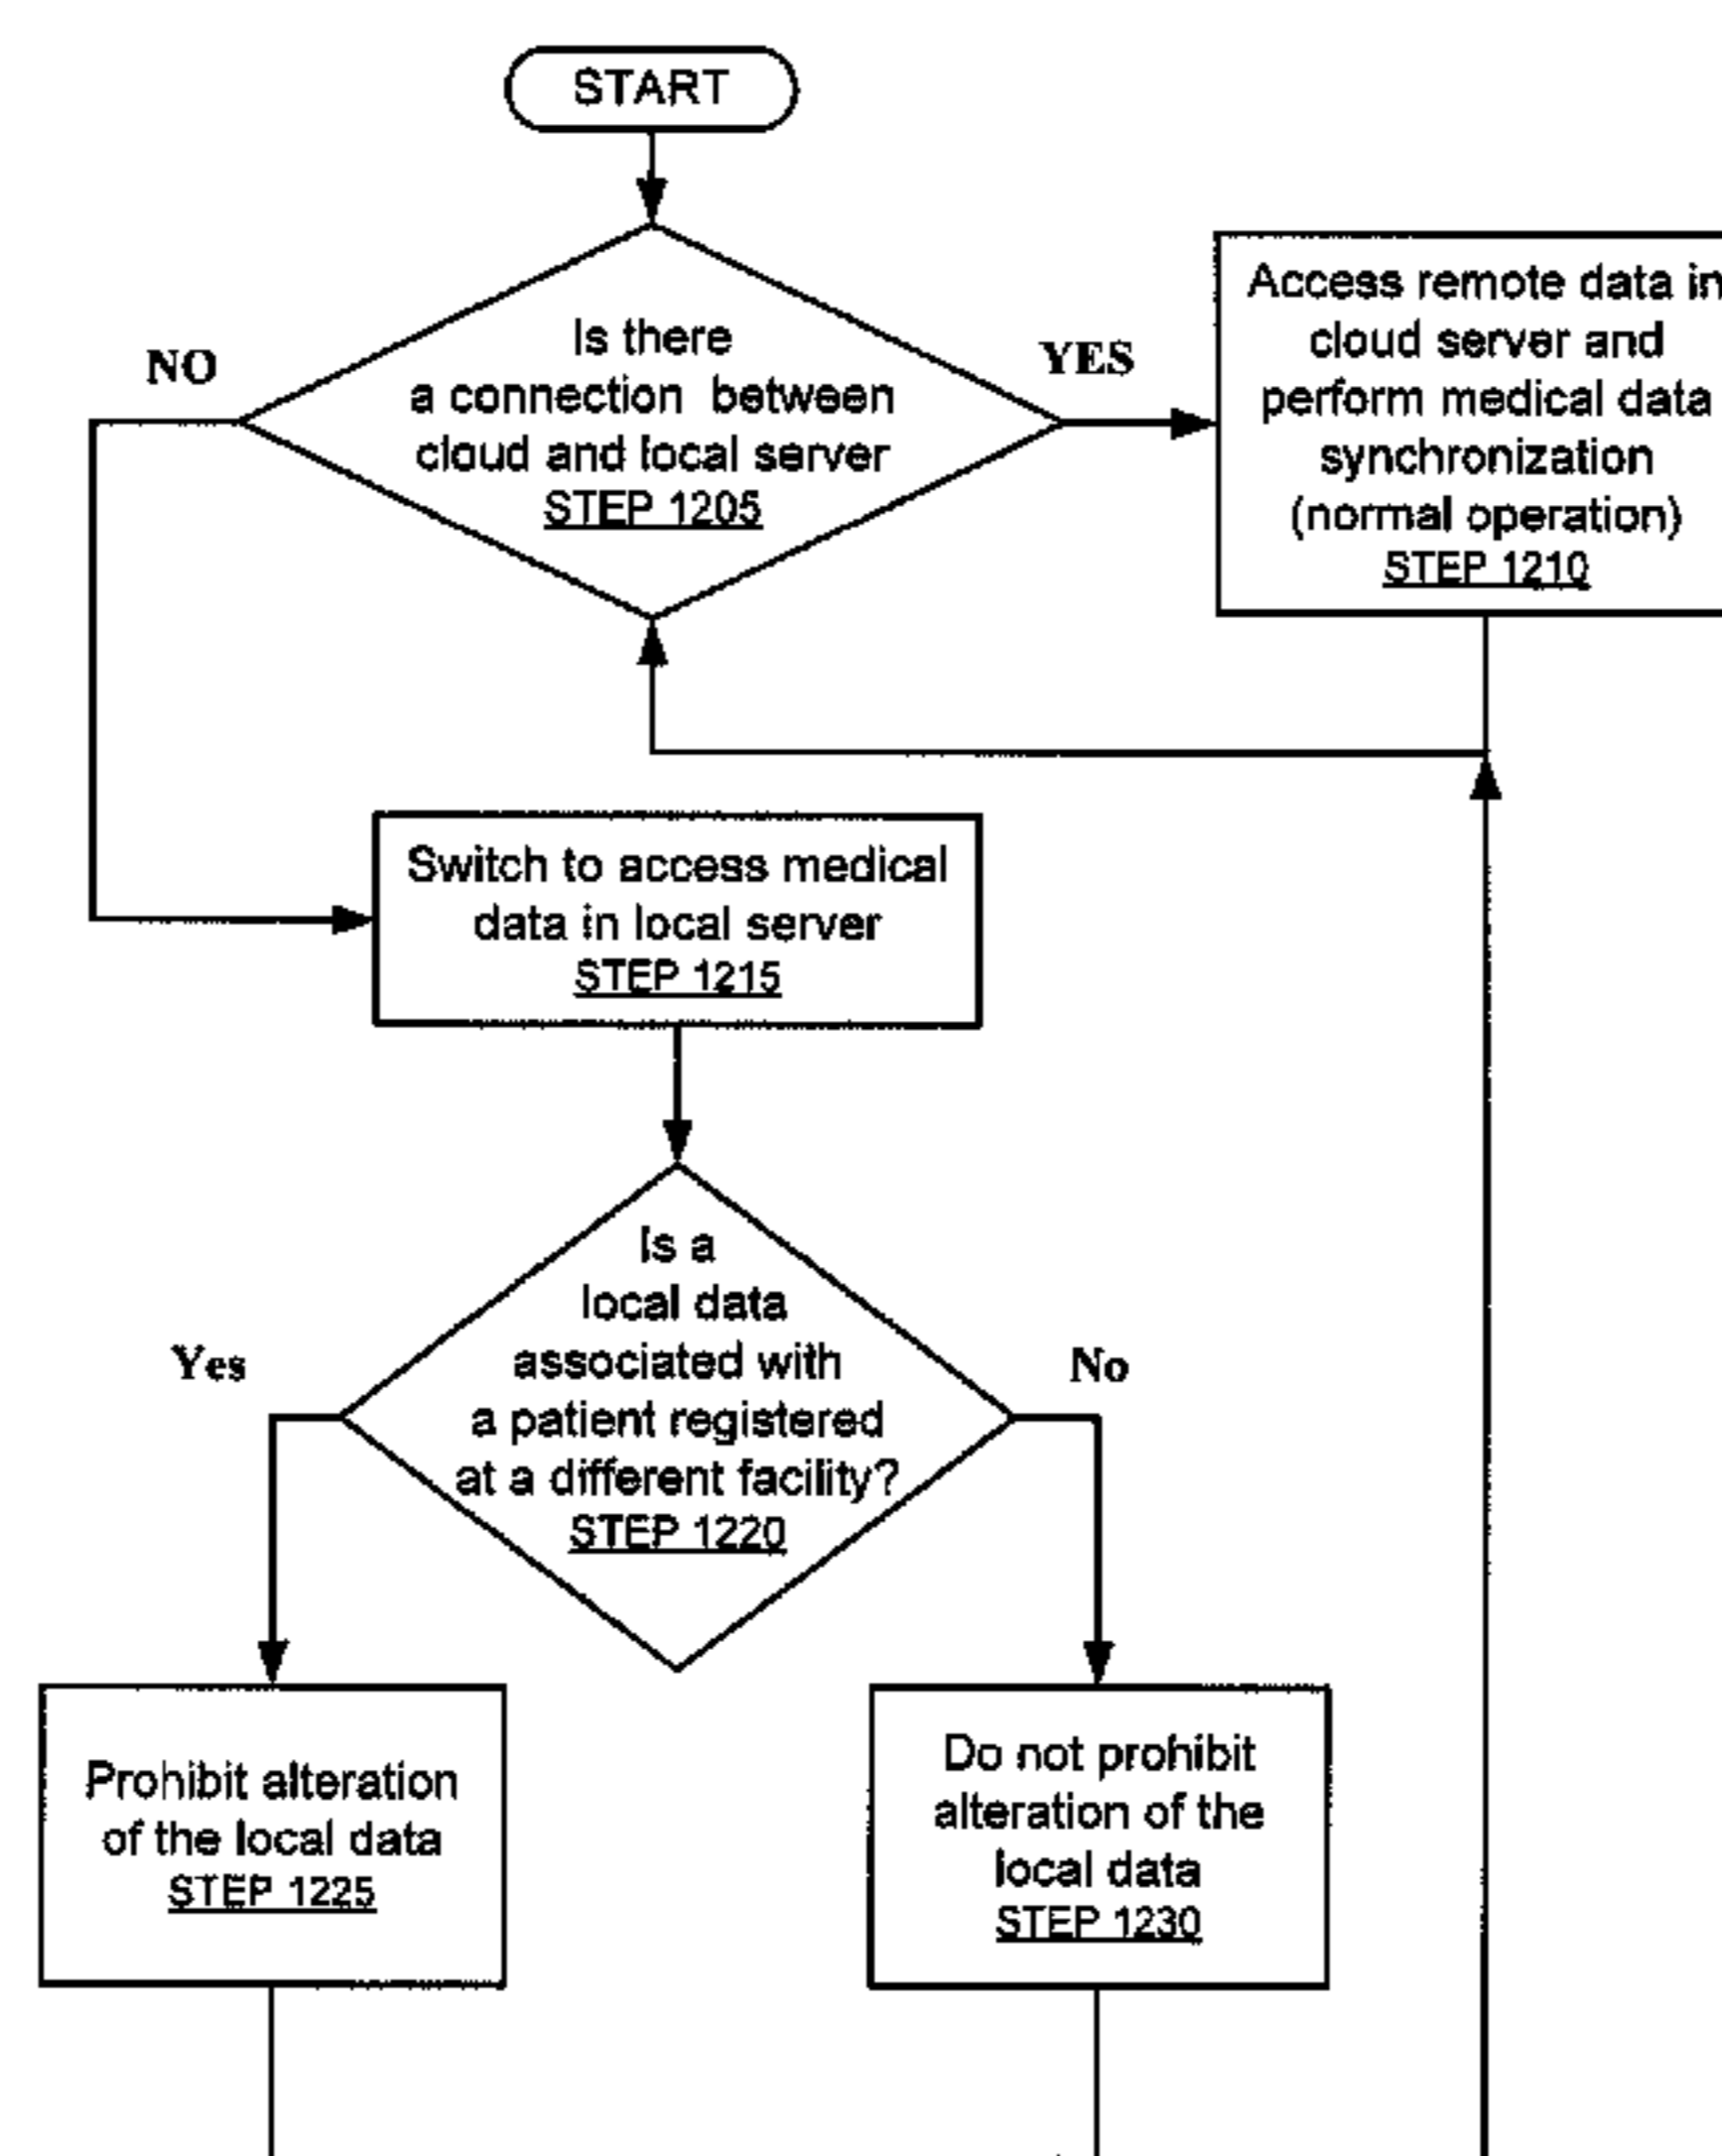 START
Is there
a connection between
cloud and local server
STEP 1205
NO
YES
Access remote data in
cloud server and
perform medical data
synchronization
(normal operation)
STEP 1210
Switch to access medical
data in local server
STEP 1215
Is a
local data
associated with
a patient registered
at a different facility?
STEP 1220
Yes
No
Prohibit alteration
of the local data
STEP 1225
Do not prohibit
alteration of the
local data
STEP 1230